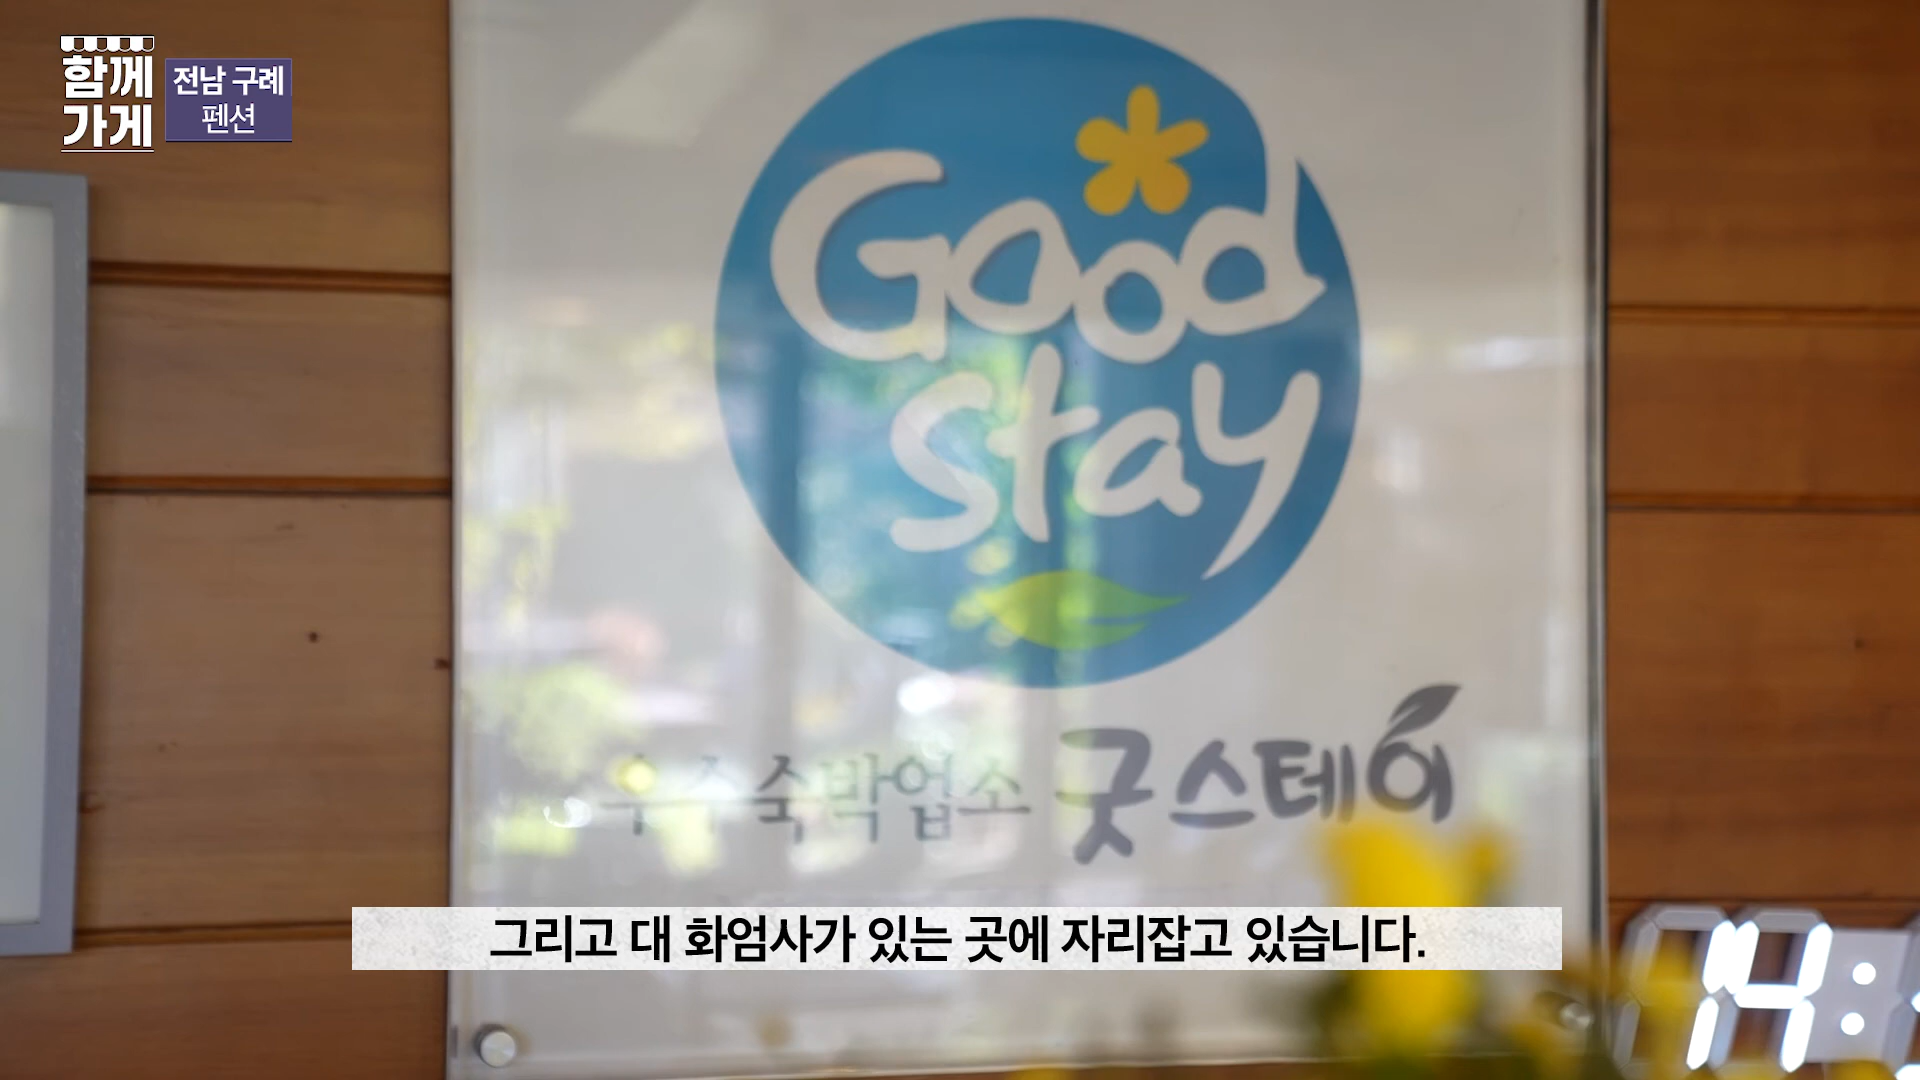 함께
가게
전남 구례
펜션
Good
Stay
우수 숙박업소 굿스테이
그리고 대 화엄사가 있는 곳에 자리잡고 있습니다.
14: